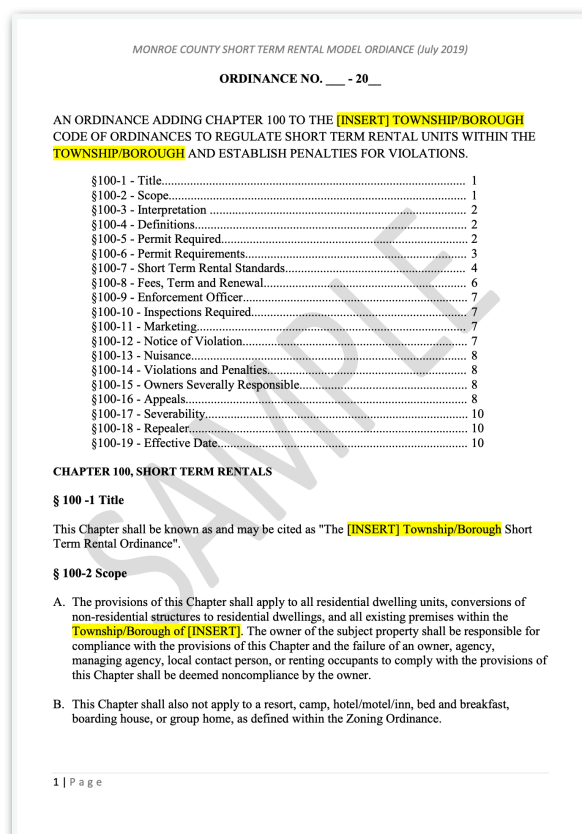 MONROE COUNTY SHORT TERM RENTAL MODEL ORDIANCE (July 2019)
ORDINANCE NO. ___ - 20__
AN ORDINANCE ADDING CHAPTER 100 TO THE [INSERT] TOWNSHIP/BOROUGH
CODE OF ORDINANCES TO REGULATE SHORT TERM RENTAL UNITS WITHIN THE
TOWNSHIP/BOROUGH AND ESTABLISH PENALTIES FOR VIOLATIONS.
§100-1 - Title........................................................................................ 1
§100-2 - Scope...................................................................................... 1
§100-3 - Interpretation ......................................................................... 2
§100-4 - Definitions.............................................................................. 2
§100-5 - Permit Required...................................................................... 2
§100-6 - Permit Requirements............................................................... 3
§100-7 - Short Term Rental Standards................................................... 4
§100-8 - Fees, Term and Renewal......................................................... 6
§100-9 - Enforcement Officer................................................................ 7
§100-10 - Inspections Required............................................................. 7
§100-11 - Marketing.............................................................................. 7
§100-12 - Notice of Violation................................................................ 7
§100-13 - Nuisance................................................................................ 8
§100-14 - Violations and Penalties........................................................ 8
§100-15 - Owners Severally Responsible.............................................. 8
§100-16 - Appeals.................................................................................. 8
§100-17 - Severability............................................................................ 10
§100-18 - Repealer................................................................................. 10
§100-19 - Effective Date........................................................................ 10
SAMPLE
CHAPTER 100, SHORT TERM RENTALS
§ 100 -1 Title
This Chapter shall be known as and may be cited as "The [INSERT] Township/Borough Short
Term Rental Ordinance".
§ 100-2 Scope
A. The provisions of this Chapter shall apply to all residential dwelling units, conversions of
non-residential structures to residential dwellings, and all existing premises within the
Township/Borough of [INSERT]. The owner of the subject property shall be responsible for
compliance with the provisions of this Chapter and the failure of an owner, agency,
managing agency, local contact person, or renting occupants to comply with the provisions of
this Chapter shall be deemed noncompliance by the owner.
B. This Chapter shall also not apply to a resort, camp, hotel/motel/inn, bed and breakfast,
boarding house, or group home, as defined within the Zoning Ordinance.
1 | P a g e